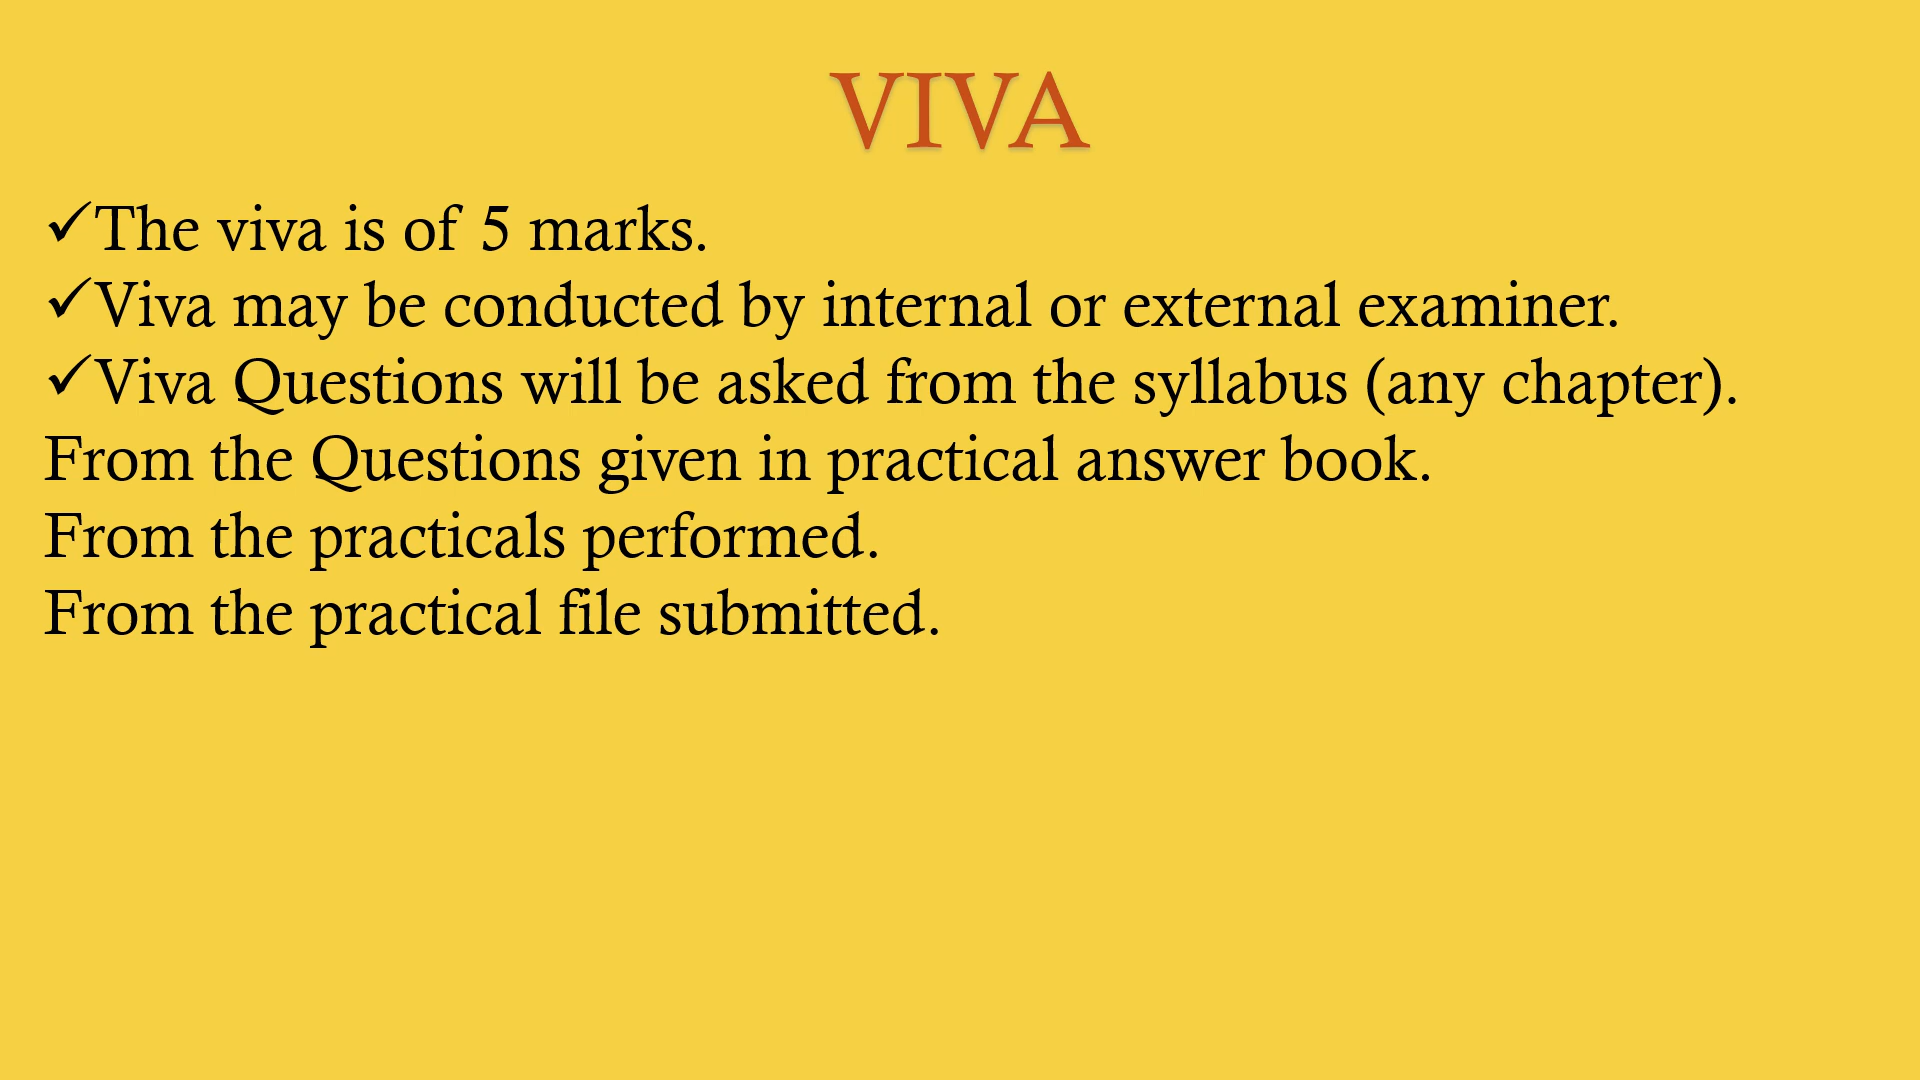 VIVA
✓The viva is of 5 marks.
✓Viva may be conducted by internal or external examiner.
✓Viva Questions will be asked from the syllabus (any chapter).
From the Questions given in practical answer book.
From the practicals performed.
From the practical file submitted.